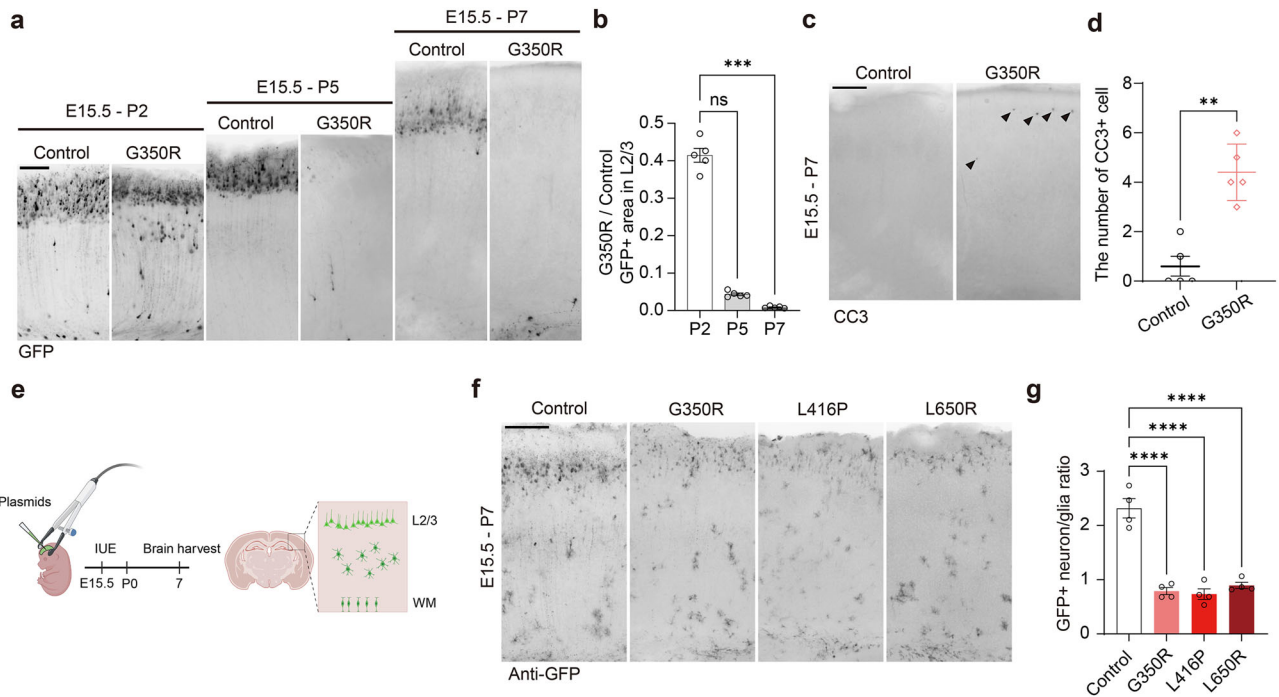 a
E15.5 - P2
Control
G350R
E15.5 - P5
Control
G350R
E15.5 - P7
Control
G350R
GFP
b
G350R / Control
GFP+ area in L2/3
0.5
0.4
0.3
0.2
0.1
0.0
***
ns
P2
P5
P7
c
Control
G350R
E15.5 - P7
CC3
d
The number of CC3+ cell
8
6
4
2
0
**
Control
G350R
e
Plasmids
IUE
Brain harvest
E15.5
P0
7
L2/3
WM
f
Control
G350R
L416P
L650R
E15.5 - P7
Anti-GFP
g
GFP+ neuron/glia ratio
3
2
1
0
****
****
****
Control
G350R
L416P
L650R